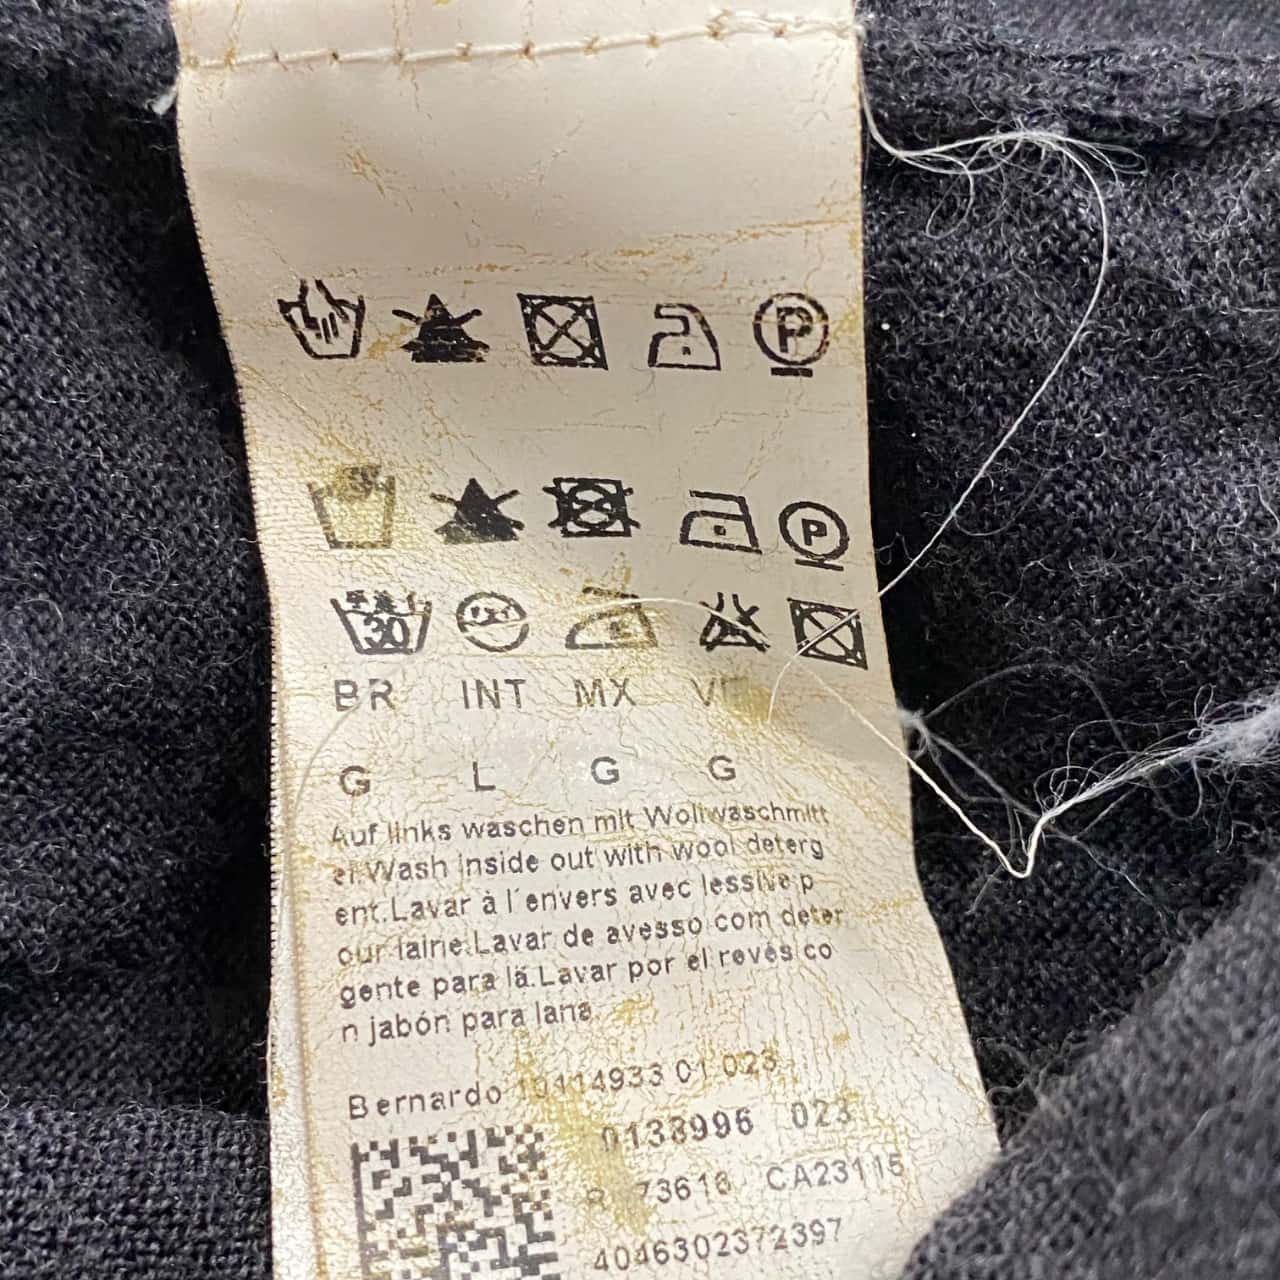 P
P
30
BR INT MX
G L G G
Auf links waschen mit Wollwaschmitt
el.Wash inside out with wool deterg
ent.Lavar à l´envers avec lessive p
our laine.Lavar de avesso com deter
gente para lã.Lavar por el revés co
n jabón para lana
Bernardo 10114933 01 023
0138996 023
73618 CA23115
4046302372397